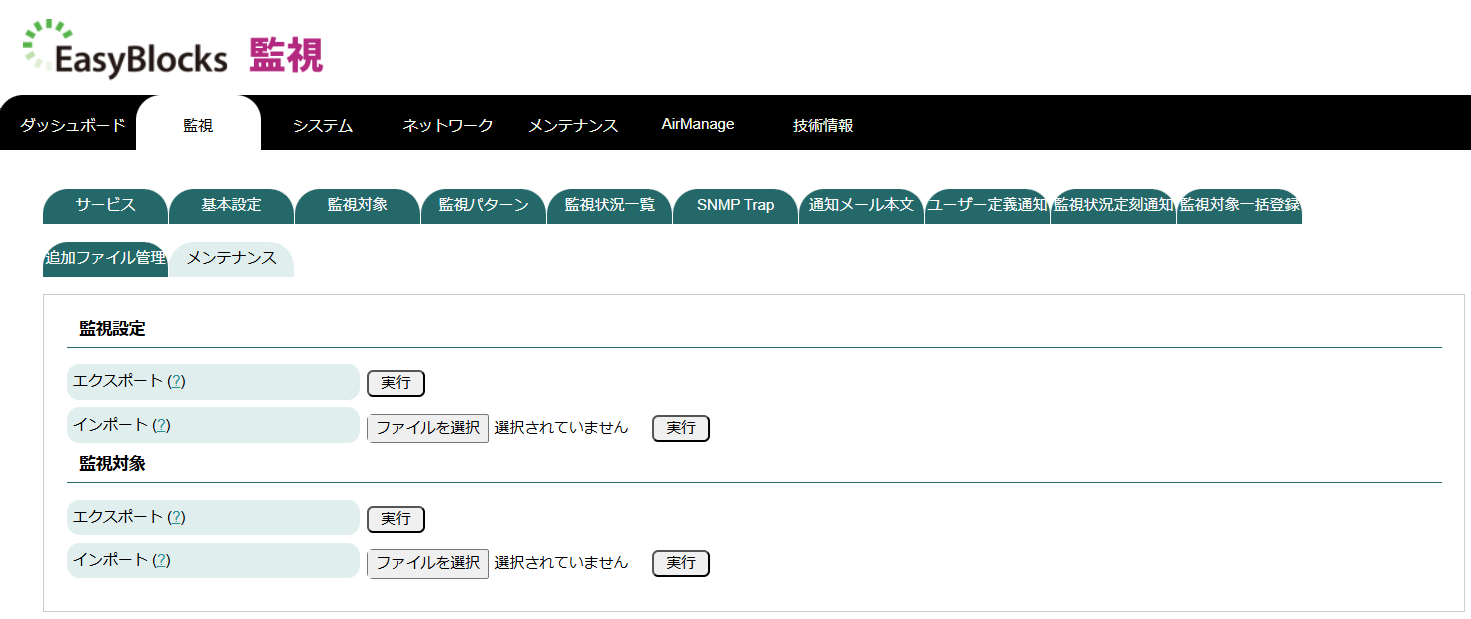 EasyBlocks 監視
ダッシュボード 監視 システム ネットワーク メンテナンス AirManage 技術情報
サービス 基本設定 監視対象 監視パターン 監視状況一覧 SNMP Trap 通知メール本文 ユーザー定義通知 監視状況定刻通知 監視対象一括登録
追加ファイル管理 メンテナンス
監視設定
エクスポート (?) 実行
インポート (?) ファイルを選択 選択されていません 実行
監視対象
エクスポート (?) 実行
インポート (?) ファイルを選択 選択されていません 実行